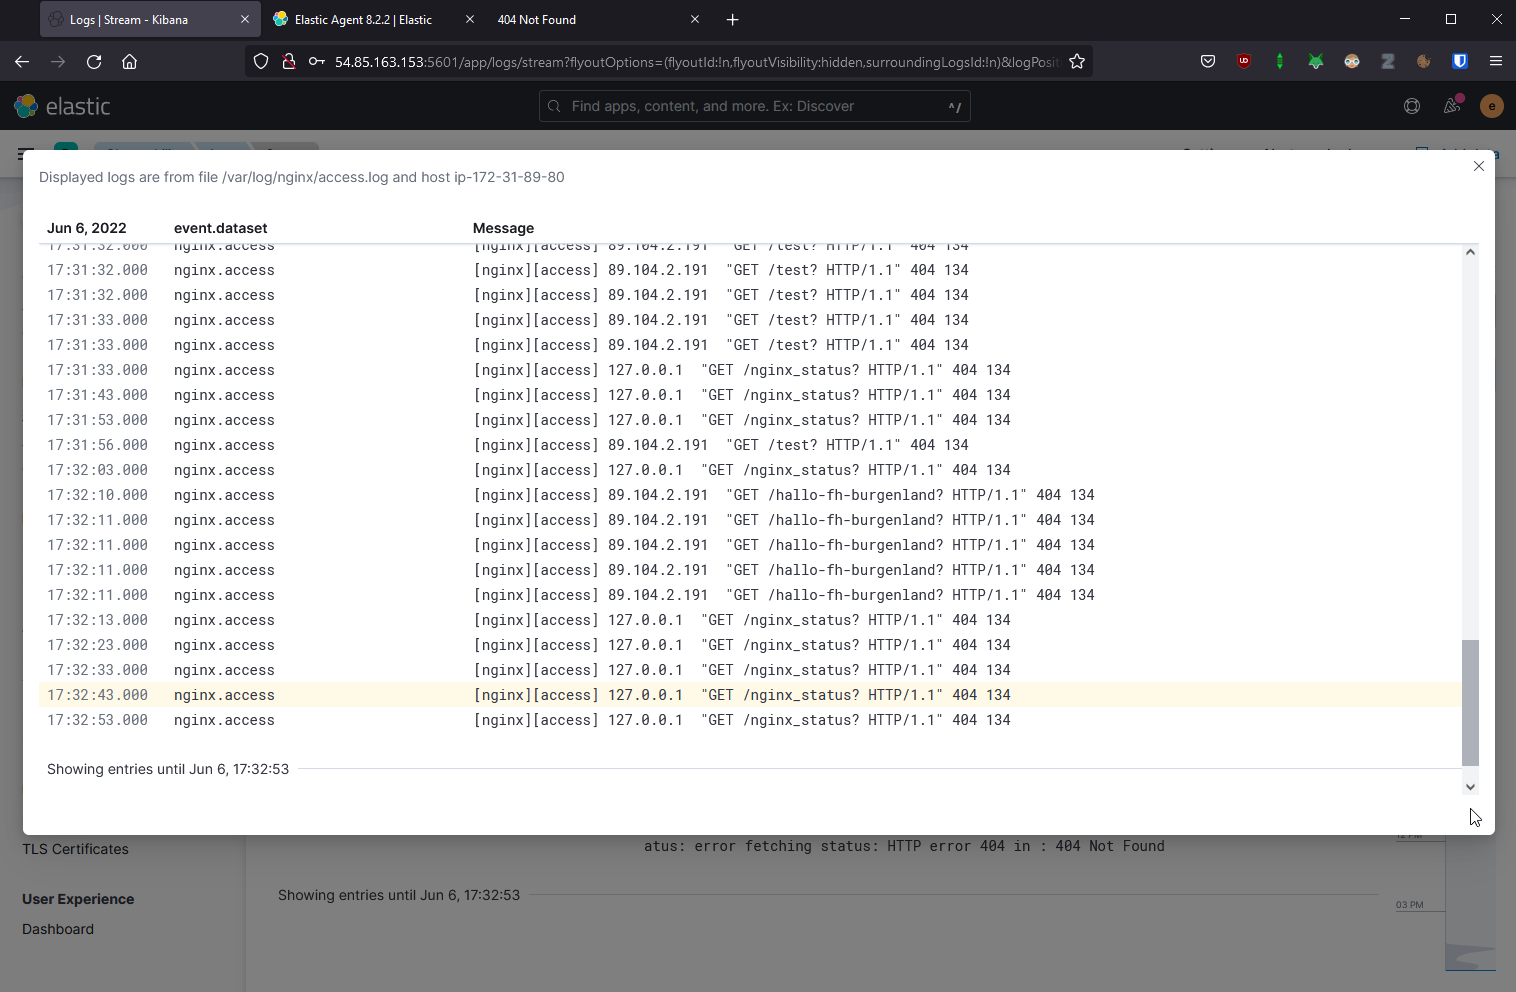 Logs | Stream - Kibana
Elastic Agent 8.2.2 | Elastic
404 Not Found
54.85.163.153:5601/app/logs/stream?flyoutOptions=(flyoutId:!n,flyoutVisibility:hidden,surroundingLogsId:!n)&logPosit
elastic
Find apps, content, and more. Ex: Discover
^/
e
Displayed logs are from file /var/log/nginx/access.log and host ip-172-31-89-80
Jun 6, 2022 event.dataset Message
17:31:32.000 nginx.access [nginx][access] 89.104.2.191 "GET /test? HTTP/1.1" 404 134
17:31:32.000 nginx.access [nginx][access] 89.104.2.191 "GET /test? HTTP/1.1" 404 134
17:31:32.000 nginx.access [nginx][access] 89.104.2.191 "GET /test? HTTP/1.1" 404 134
17:31:33.000 nginx.access [nginx][access] 89.104.2.191 "GET /test? HTTP/1.1" 404 134
17:31:33.000 nginx.access [nginx][access] 89.104.2.191 "GET /test? HTTP/1.1" 404 134
17:31:33.000 nginx.access [nginx][access] 127.0.0.1 "GET /nginx_status? HTTP/1.1" 404 134
17:31:43.000 nginx.access [nginx][access] 127.0.0.1 "GET /nginx_status? HTTP/1.1" 404 134
17:31:53.000 nginx.access [nginx][access] 127.0.0.1 "GET /nginx_status? HTTP/1.1" 404 134
17:31:56.000 nginx.access [nginx][access] 89.104.2.191 "GET /test? HTTP/1.1" 404 134
17:32:03.000 nginx.access [nginx][access] 127.0.0.1 "GET /nginx_status? HTTP/1.1" 404 134
17:32:10.000 nginx.access [nginx][access] 89.104.2.191 "GET /hallo-fh-burgenland? HTTP/1.1" 404 134
17:32:11.000 nginx.access [nginx][access] 89.104.2.191 "GET /hallo-fh-burgenland? HTTP/1.1" 404 134
17:32:11.000 nginx.access [nginx][access] 89.104.2.191 "GET /hallo-fh-burgenland? HTTP/1.1" 404 134
17:32:11.000 nginx.access [nginx][access] 89.104.2.191 "GET /hallo-fh-burgenland? HTTP/1.1" 404 134
17:32:11.000 nginx.access [nginx][access] 89.104.2.191 "GET /hallo-fh-burgenland? HTTP/1.1" 404 134
17:32:13.000 nginx.access [nginx][access] 127.0.0.1 "GET /nginx_status? HTTP/1.1" 404 134
17:32:23.000 nginx.access [nginx][access] 127.0.0.1 "GET /nginx_status? HTTP/1.1" 404 134
17:32:33.000 nginx.access [nginx][access] 127.0.0.1 "GET /nginx_status? HTTP/1.1" 404 134
17:32:43.000 nginx.access [nginx][access] 127.0.0.1 "GET /nginx_status? HTTP/1.1" 404 134
17:32:53.000 nginx.access [nginx][access] 127.0.0.1 "GET /nginx_status? HTTP/1.1" 404 134
Showing entries until Jun 6, 17:32:53
atus: error fetching status: HTTP error 404 in : 404 Not Found
TLS Certificates
Showing entries until Jun 6, 17:32:53
User Experience
03 PM
Dashboard